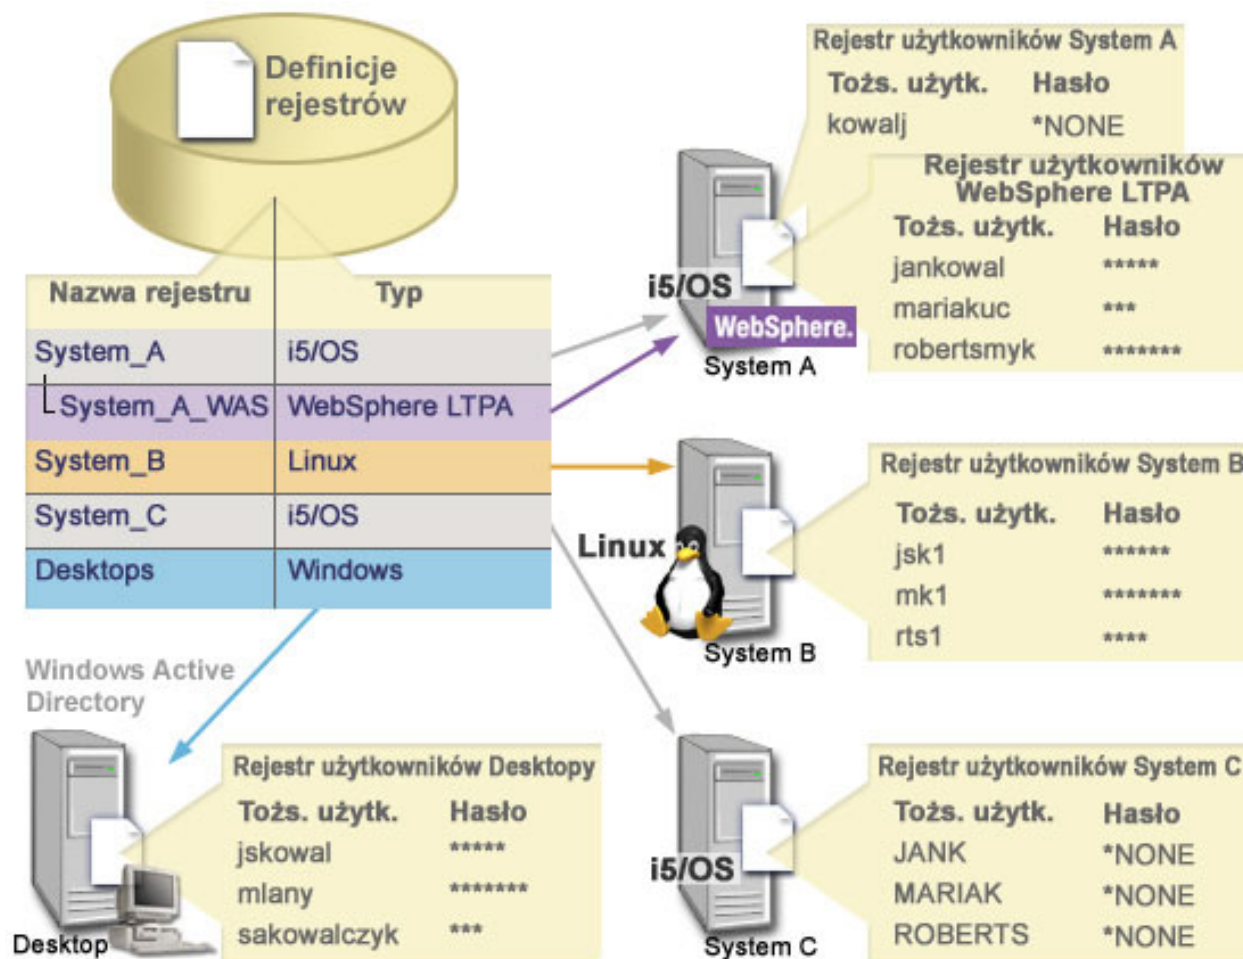 Definicje
rejestrów
Nazwa rejestru Typ
System_A i5/OS
System_A_WAS WebSphere LTPA
System_B Linux
System_C i5/OS
Desktops Windows
Rejestr użytkowników System A
Tożs. użytk. Hasło
kowalj *NONE
Rejestr użytkowników
WebSphere LTPA
Tożs. użytk. Hasło
jankowal *****
mariakuc ***
robertsmyk *******
i5/OS
WebSphere.
System A
Rejestr użytkowników System B
Tożs. użytk. Hasło
jsk1 ******
mk1 *******
rts1 ****
Linux
System B
Windows Active
Directory
Rejestr użytkowników Desktopy
Tożs. użytk. Hasło
jskowal *****
mlany *******
sakowalczyk ***
Desktop
Rejestr użytkowników System C
Tożs. użytk. Hasło
JANK *NONE
MARIAK *NONE
ROBERTS *NONE
i5/OS
System C